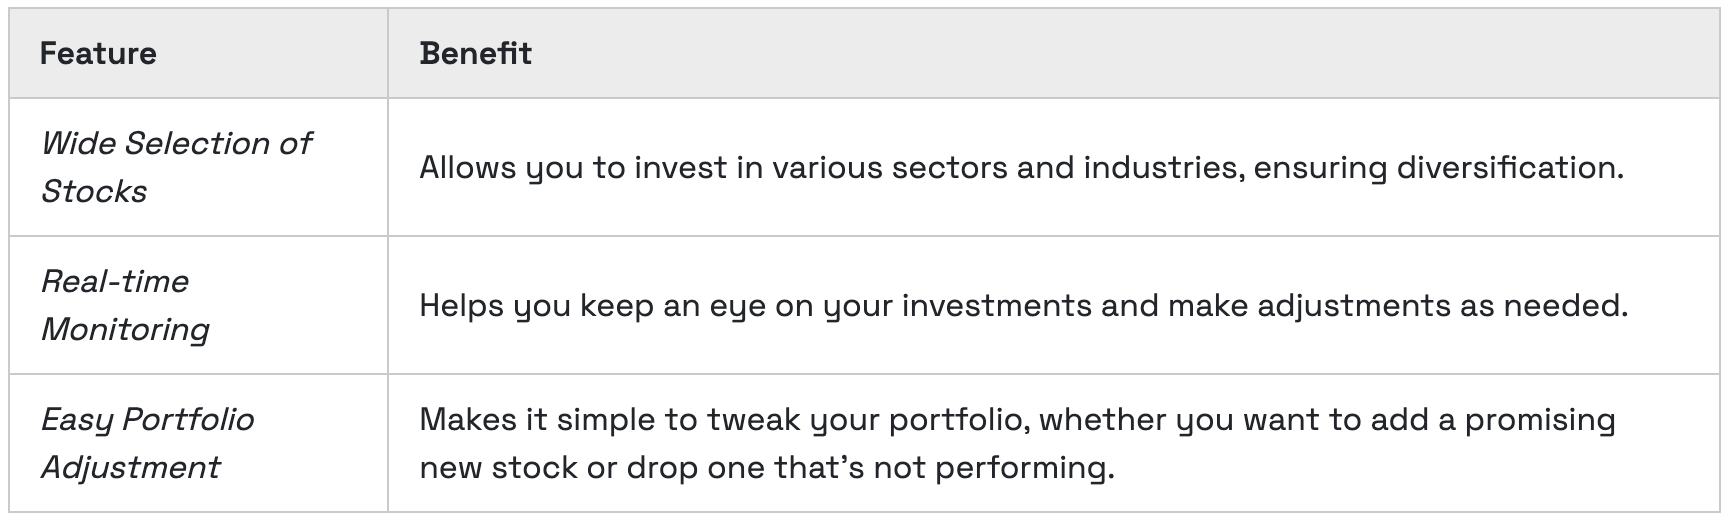 Feature
Benefit
Wide Selection of
Stocks
Allows you to invest in various sectors and industries, ensuring diversification.
Real-time
Monitoring
Helps you keep an eye on your investments and make adjustments as needed.
Easy Portfolio
Adjustment
Makes it simple to tweak your portfolio, whether you want to add a promising
new stock or drop one that’s not performing.